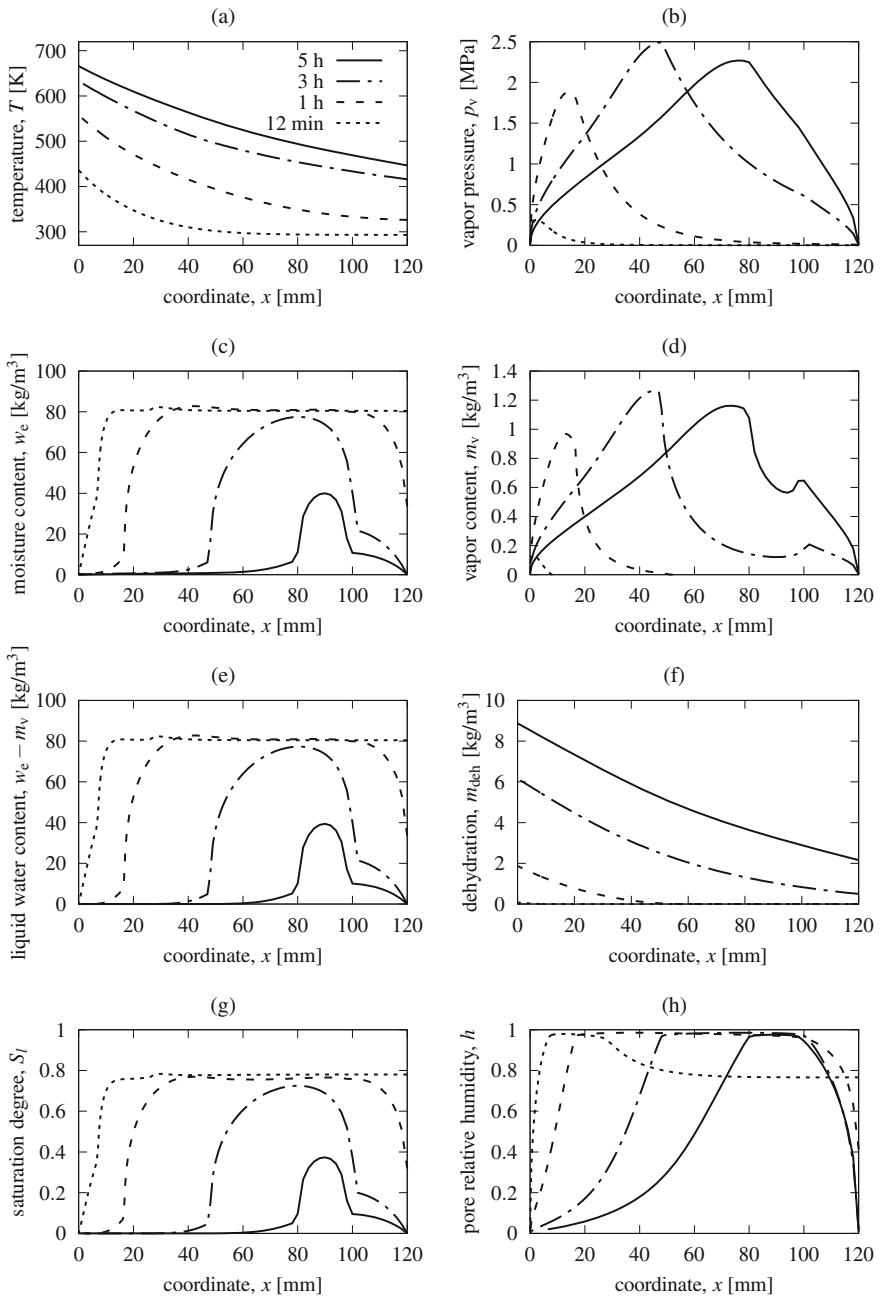 (a)
700
600
500
400
300
0 20 40 60 80 100 120
temperature, T [K]
coordinate, x [mm]
5 h
3 h
1 h
12 min
(b)
2.5
2
1.5
1
0.5
0
0 20 40 60 80 100 120
vapor pressure, pv [MPa]
coordinate, x [mm]
(c)
100
80
60
40
20
0
0 20 40 60 80 100 120
moisture content, we [kg/m3]
coordinate, x [mm]
(d)
1.4
1.2
1
0.8
0.6
0.4
0.2
0
0 20 40 60 80 100 120
vapor content, mv [kg/m3]
coordinate, x [mm]
(e)
100
80
60
40
20
0
0 20 40 60 80 100 120
liquid water content, we − mv [kg/m3]
coordinate, x [mm]
(f)
10
8
6
4
2
0
0 20 40 60 80 100 120
dehydration, mdeh [kg/m3]
coordinate, x [mm]
(g)
1
0.8
0.6
0.4
0.2
0
0 20 40 60 80 100 120
saturation degree, Sl
coordinate, x [mm]
(h)
1
0.8
0.6
0.4
0.2
0
0 20 40 60 80 100 120
pore relative humidity, h
coordinate, x [mm]